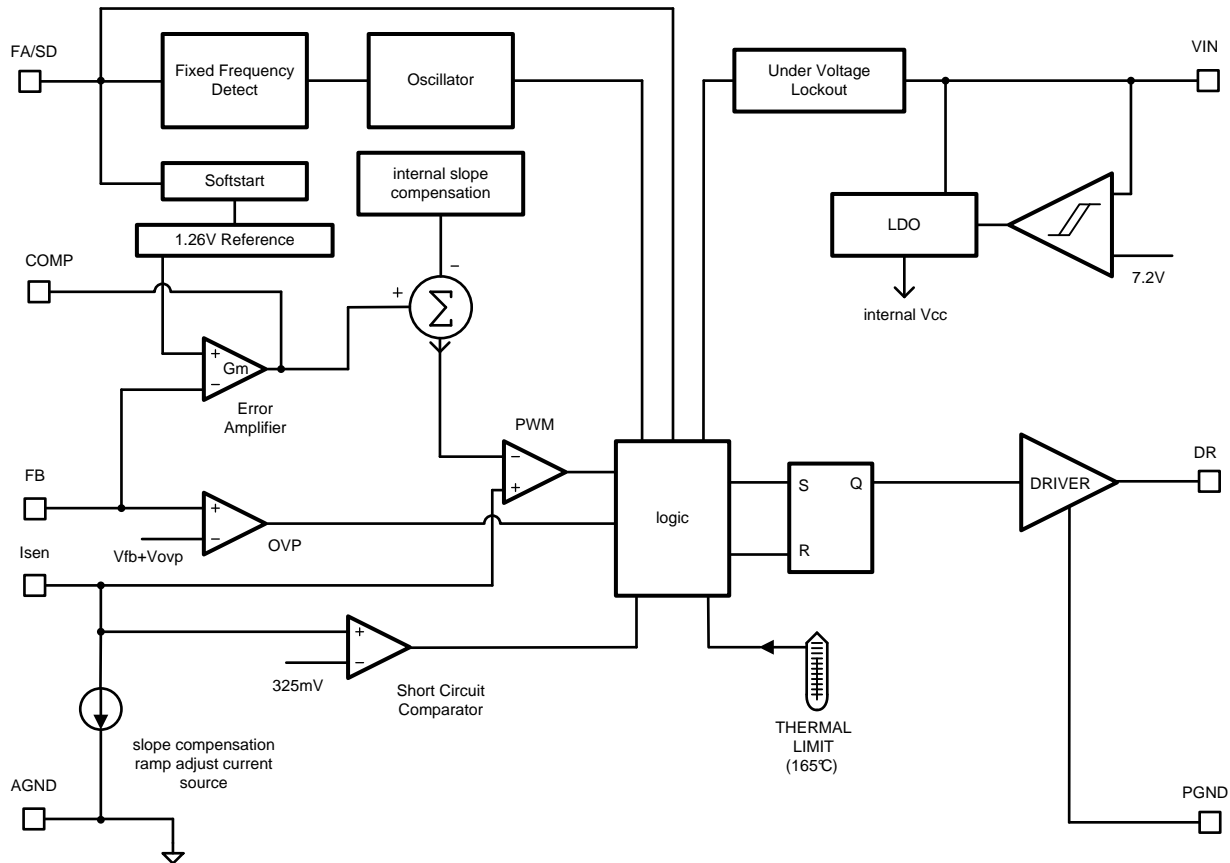 FA/SD
Fixed Frequency
Detect
Oscillator
Under Voltage
Lockout
VIN
Softstart
internal slope
compensation
1.26V Reference
LDO
COMP
7.2V
internal Vcc
+
−
Σ
+
−
Gm
Error
Amplifier
PWM
−
+
FB
+
−
Vfb+Vovp
OVP
logic
S
Q
R
DRIVER
DR
Isen
+
−
325mV
Short Circuit
Comparator
THERMAL
LIMIT
(165°C)
slope compensation
ramp adjust current
source
AGND
PGND